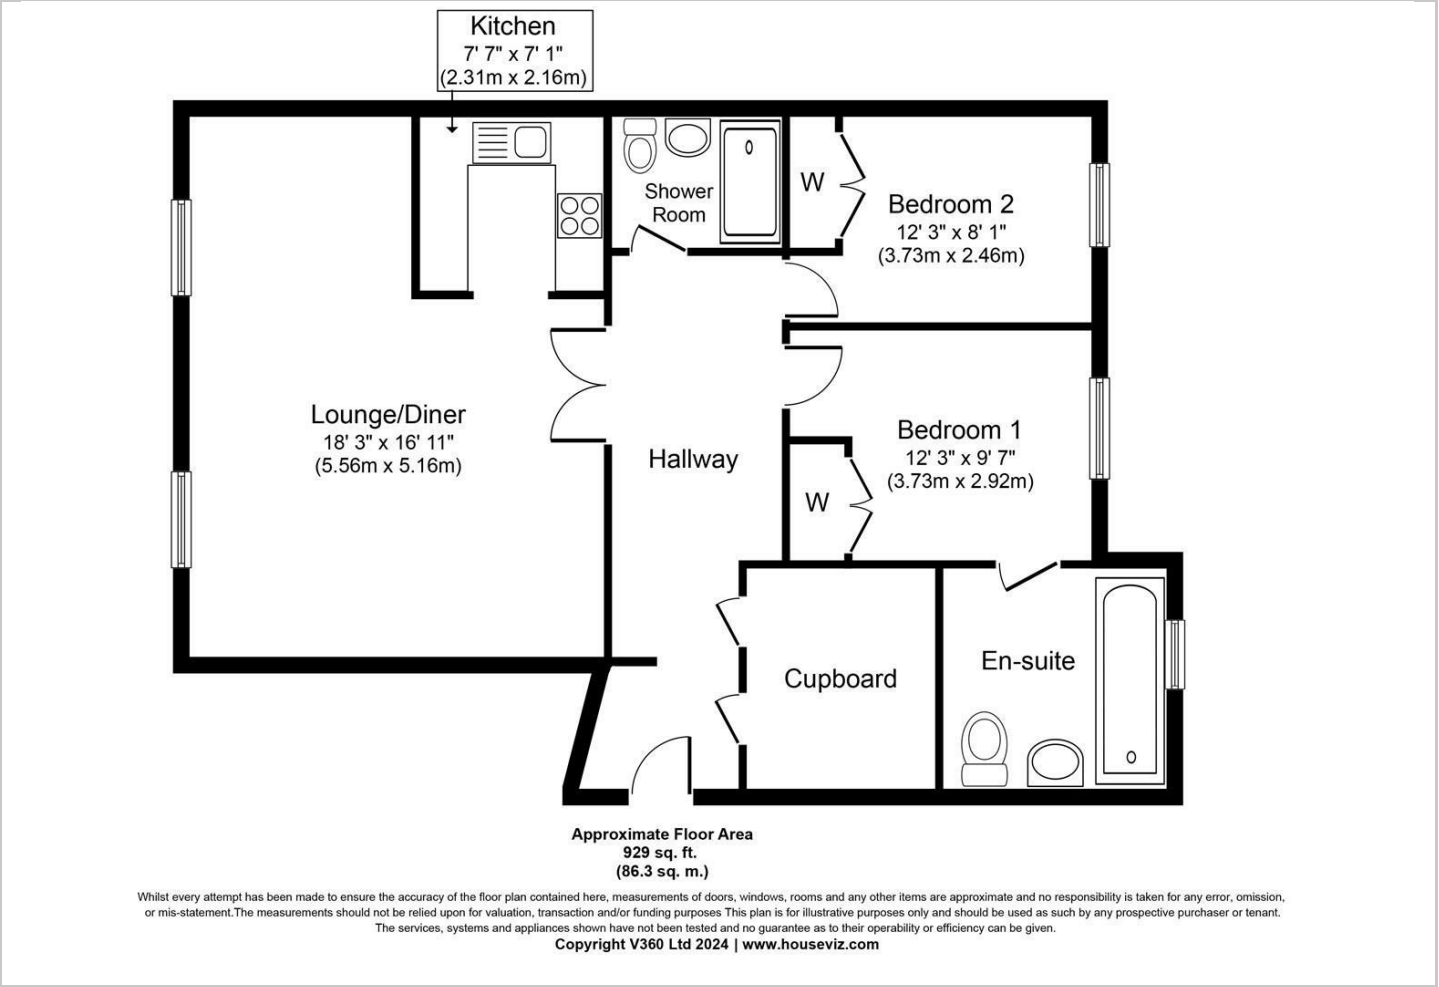 Kitchen
7' 7" x 7' 1"
(2.31m x 2.16m)
Shower
Room
W
Bedroom 2
12' 3" x 8' 1"
(3.73m x 2.46m)
Lounge/Diner
18' 3" x 16' 11"
(5.56m x 5.16m)
Hallway
Bedroom 1
12' 3" x 9' 7"
(3.73m x 2.92m)
W
Cupboard
En-suite
Approximate Floor Area
929 sq. ft.
(86.3 sq. m.)
Whilst every attempt has been made to ensure the accuracy of the floor plan contained here, measurements of doors, windows, rooms and any other items are approximate and no responsibility is taken for any error, omission,
or mis-statement.The measurements should not be relied upon for valuation, transaction and/or funding purposes This plan is for illustrative purposes only and should be used as such by any prospective purchaser or tenant.
The services, systems and appliances shown have not been tested and no guarantee as to their operability or efficiency can be given.
Copyright V360 Ltd 2024 | www.houseviz.com